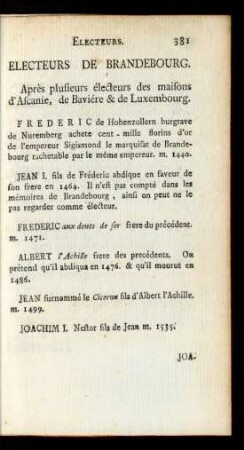 ELECTEURS. 381
ELECTEURS DE BRANDEBOURG.
Après plusieurs électeurs des maisons
d'Ascanie, de Baviére & de Luxembourg.
FREDERIC de Hohenzollern burgrave
de Nuremberg achete cent-mille florins d'or
de l'empereur Sigismond le marquisat de Brande-
bourg rachetable par le même empereur. m. 1440.
JEAN I. fils de Fréderic abdique en faveur de
son frere en 1464. Il n'est pas compté dans les
mémoires de Brandebourg, ainsi on peut ne le
pas regarder comme électeur.
FREDERIC aux dents de fer frere du précédent.
m. 1471.
ALBERT l'Achille frere des precédents. On
prétend qu'il abdiqua en 1476. & qu'il mourut en
1486.
JEAN surnummé le Ciceron fils d'Albert l'Achille.
m. 1499.
JOACHIM I. Nestor fils de Jean m. 1535.
JOA-